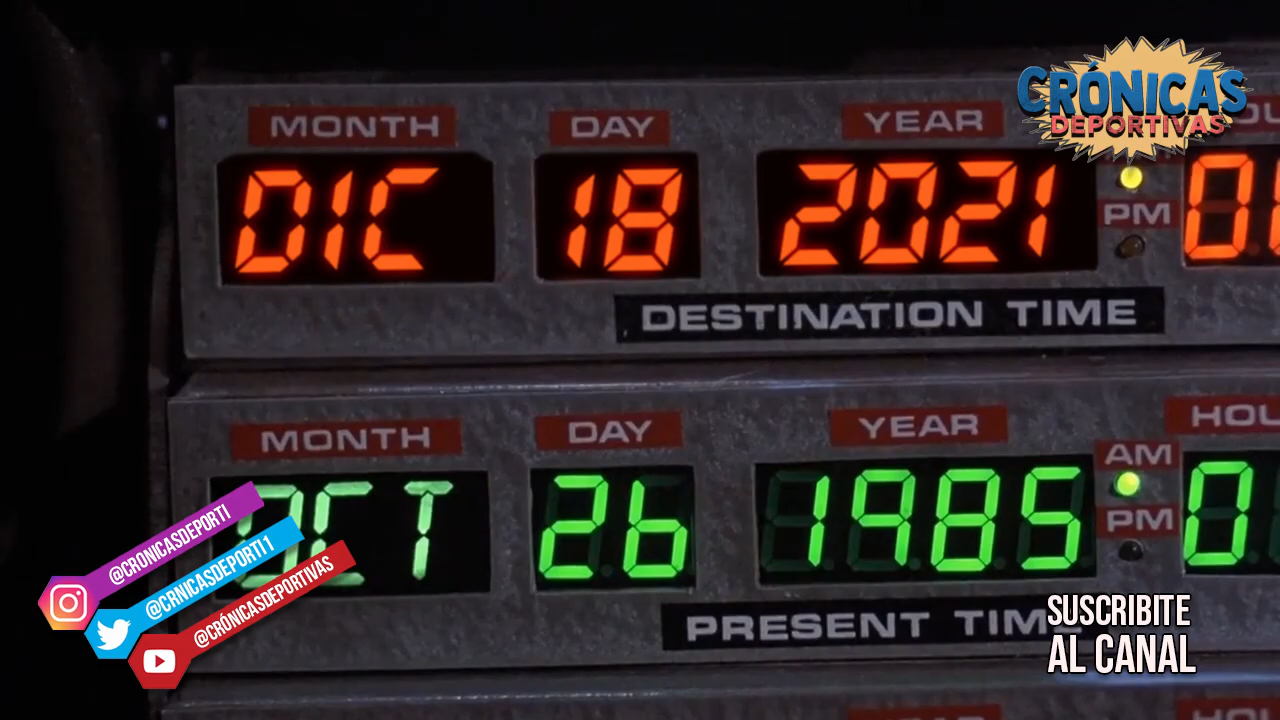 CRÓNICAS
DEPORTIVAS
MONTH DAY YEAR
DIC 18 2021
PM
DESTINATION TIME
MONTH DAY YEAR
AM
OCT 26 1985 0
PM
PRESENT TIME
@CRONICASDEPORTI
@CRNICASDEPORTI1
@CRÓNICASDEPORTIVAS
SUSCRIBITE
AL CANAL